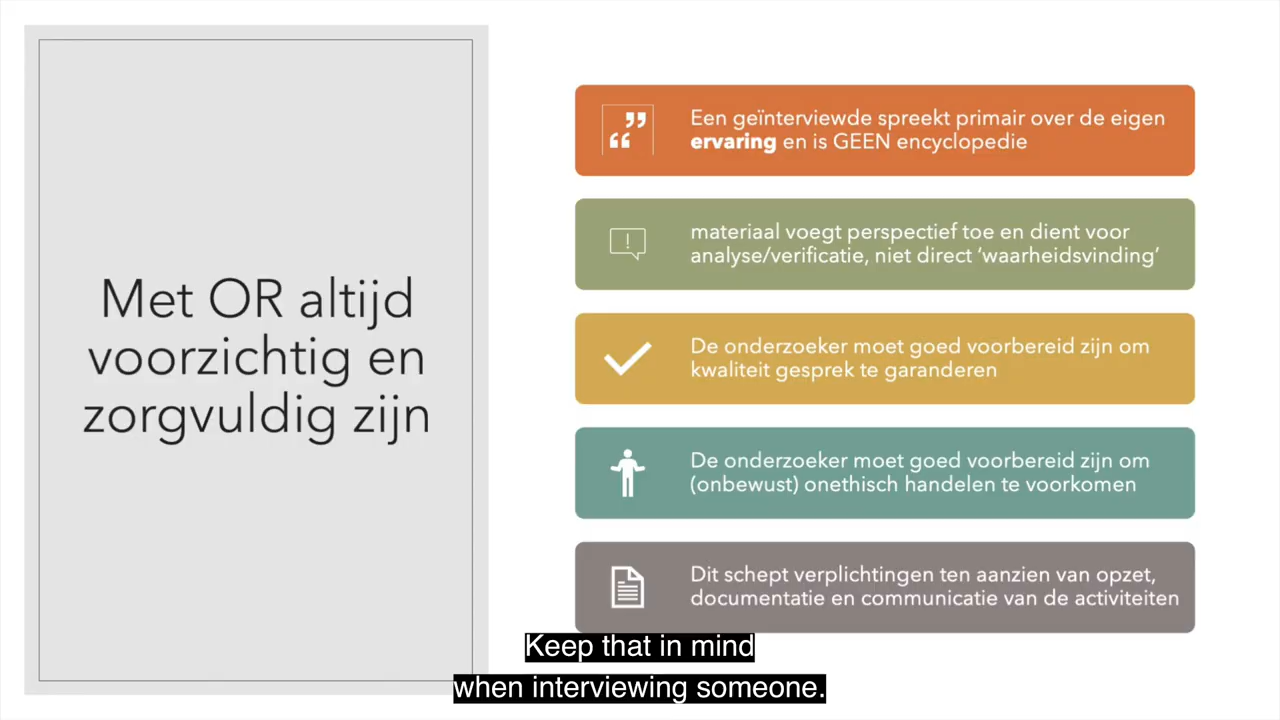 Met OR altijd
voorzichtig en
zorgvuldig zijn
Een geïnterviewde spreekt primair over de eigen
ervaring en is GEEN encyclopedie
materiaal voegt perspectief toe en dient voor
analyse/verificatie, niet direct ‘waarheidsvinding’
De onderzoeker moet goed voorbereid zijn om
kwaliteit gesprek te garanderen
De onderzoeker moet goed voorbereid zijn om
(onbewust) onethisch handelen te voorkomen
Dit schept verplichtingen ten aanzien van opzet,
documentatie en communicatie van de activiteiten
Keep that in mind
when interviewing someone.